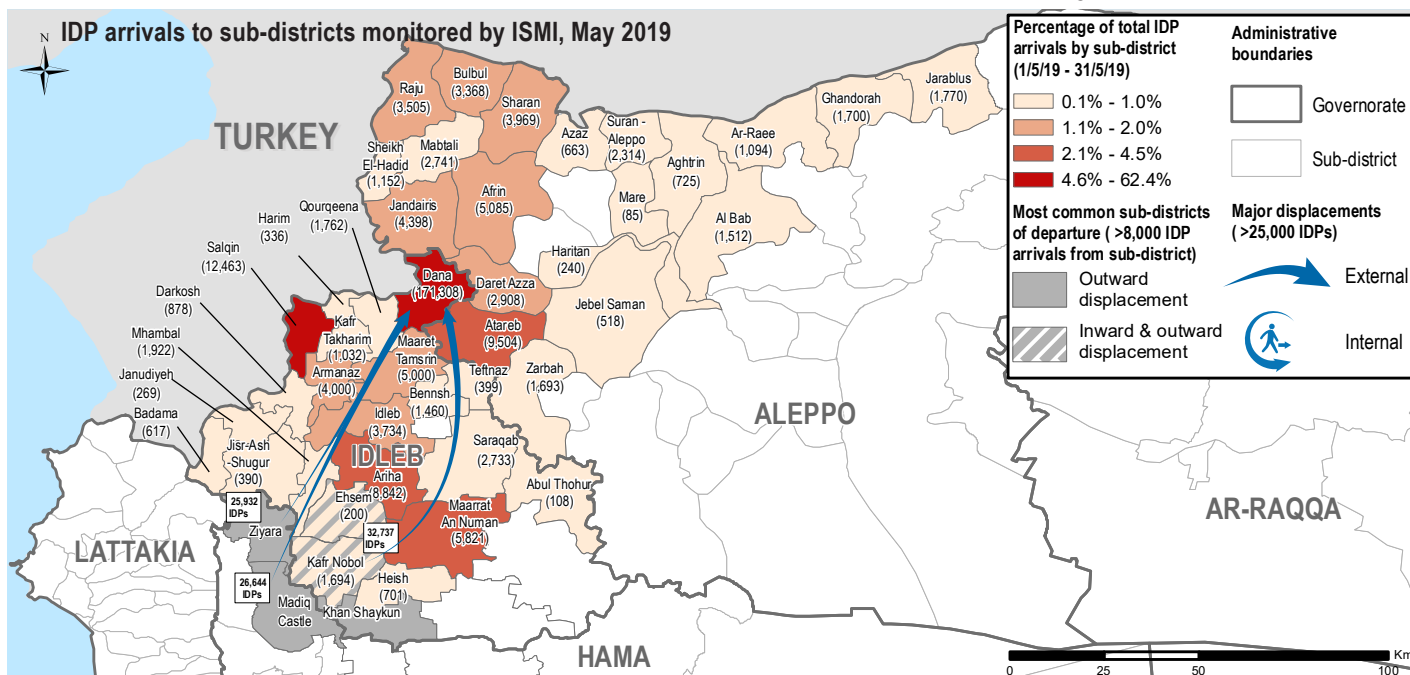 IDP arrivals to sub-districts monitored by ISMI, May 2019
N
TURKEY
Raju
(3,505)
Bulbul
(3,368)
Sharan
(3,969)
Sheikh
El-Hadid
(1,152)
Mabtali
(2,741)
Jandairis
(4,398)
Afrin
(5,085)
Azaz
(663)
Suran -
Aleppo
(2,314)
Aghtrin
(725)
Mare
(85)
Ar-Raee
(1,094)
Ghandorah
(1,700)
Jarablus
(1,770)
Al Bab
(1,512)
Qourqeena
(1,762)
Harim
(336)
Salqin
(12,463)
Darkosh
(878)
Mhambal
(1,922)
Janudiyeh
(269)
Badama
(617)
Dana
(171,308)
Daret Azza
(2,908)
Haritan
(240)
Jebel Saman
(518)
Atareb
(9,504)
Kafr
Takharim
(1,032)
Maaret
Tamsrin
(5,000)
Armanaz
(4,000)
Teftnaz
(399)
Zarbah
(1,693)
Bennsh
(1,460)
Idleb
(3,734)
IDLEB
ALEPPO
Jisr-Ash
-Shugur
(390)
Saraqab
(2,733)
Ariha
(8,842)
Abul Thohur
(108)
Ehsem
(200)
Maarrat
An Numan
(5,821)
25,932
IDPs
Ziyara
32,737
IDPs
LATTAKIA
Kafr Nobol
(1,694)
Heish
(701)
26,644
IDPs
Madiq
Castle
Khan Shaykun
HAMA
AR-RAQQA
Percentage of total IDP
arrivals by sub-district
(1/5/19 - 31/5/19)
0.1% - 1.0%
1.1% - 2.0%
2.1% - 4.5%
4.6% - 62.4%
Most common sub-districts
of departure ( >8,000 IDP
arrivals from sub-district)
Outward
displacement
Inward & outward
displacement
Administrative
boundaries
Governorate
Sub-district
Major displacements
( >25,000 IDPs)
External
Internal
Km
0 25 50 100